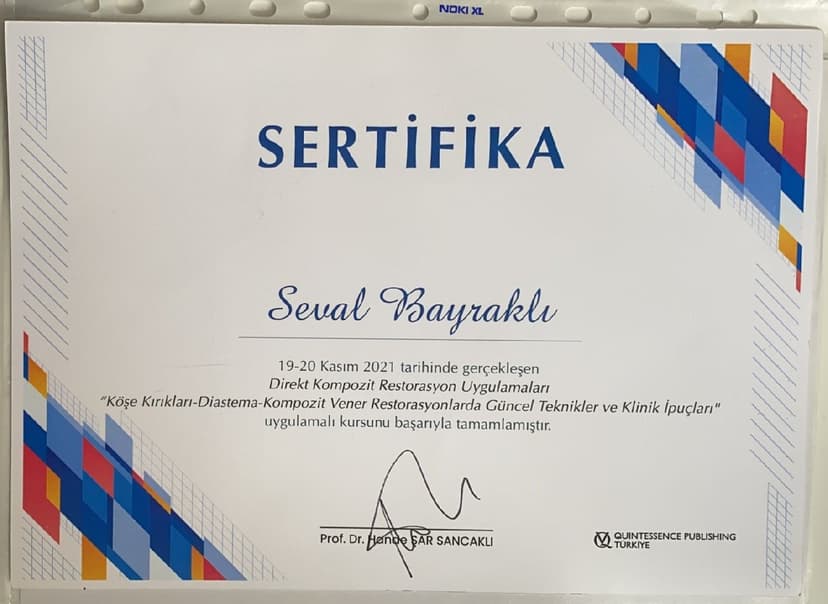 NOKI XL
SERTİFİKA
Seval Bayraklı
19-20 Kasım 2021 tarihinde gerçekleşen
Direkt Kompozit Restorasyon Uygulamaları
“Köşe Kırıkları-Diastema-Kompozit Vener Restorasyonlarda Güncel Teknikler ve Klinik İpuçları"
uygulamalı kursunu başarıyla tamamlamıştır.
Prof. Dr. Hande ŞAR SANCAKLI
QUINTESSENCE PUBLISHING
TÜRKİYE